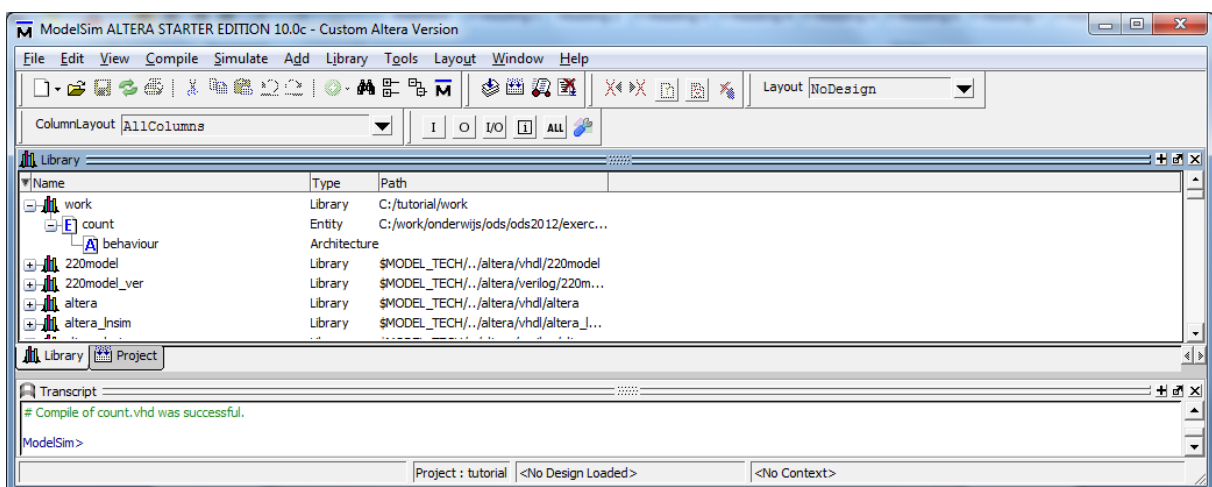 ModelSim ALTERA STARTER EDITION 10.0c - Custom Altera Version
File Edit View Compile Simulate Add Library Tools Layout Window Help
Layout NoDesign
ColumnLayout AllColumns
I O I/O i ALL
Library
Name Type Path
work Library C:/tutorial/work
E count Entity C:/work/onderwijs/ods/ods2012/exerc...
A behaviour Architecture
220model Library $MODEL_TECH/../altera/vhdl/220model
220model_ver Library $MODEL_TECH/../altera/verilog/220m...
altera Library $MODEL_TECH/../altera/vhdl/altera
altera_lnsim Library $MODEL_TECH/../altera/vhdl/altera_l...
Library Project
Transcript
# Compile of count.vhd was successful.
ModelSim>
Project : tutorial <No Design Loaded> <No Context>